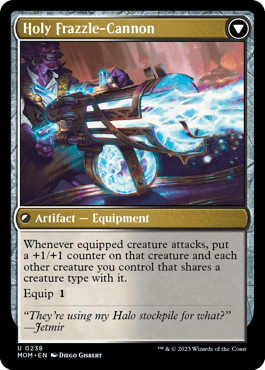 Holy Frazzle-Cannon
Artifact — Equipment
Whenever equipped creature attacks, put
a +1/+1 counter on that creature and each
other creature you control that shares a
creature type with it.
Equip 1
"They're using my Halo stockpile for what?"
—Jetmir
U 0238
MOM • EN DIEGO GISBERT
™ & © 2023 Wizards of the Coast